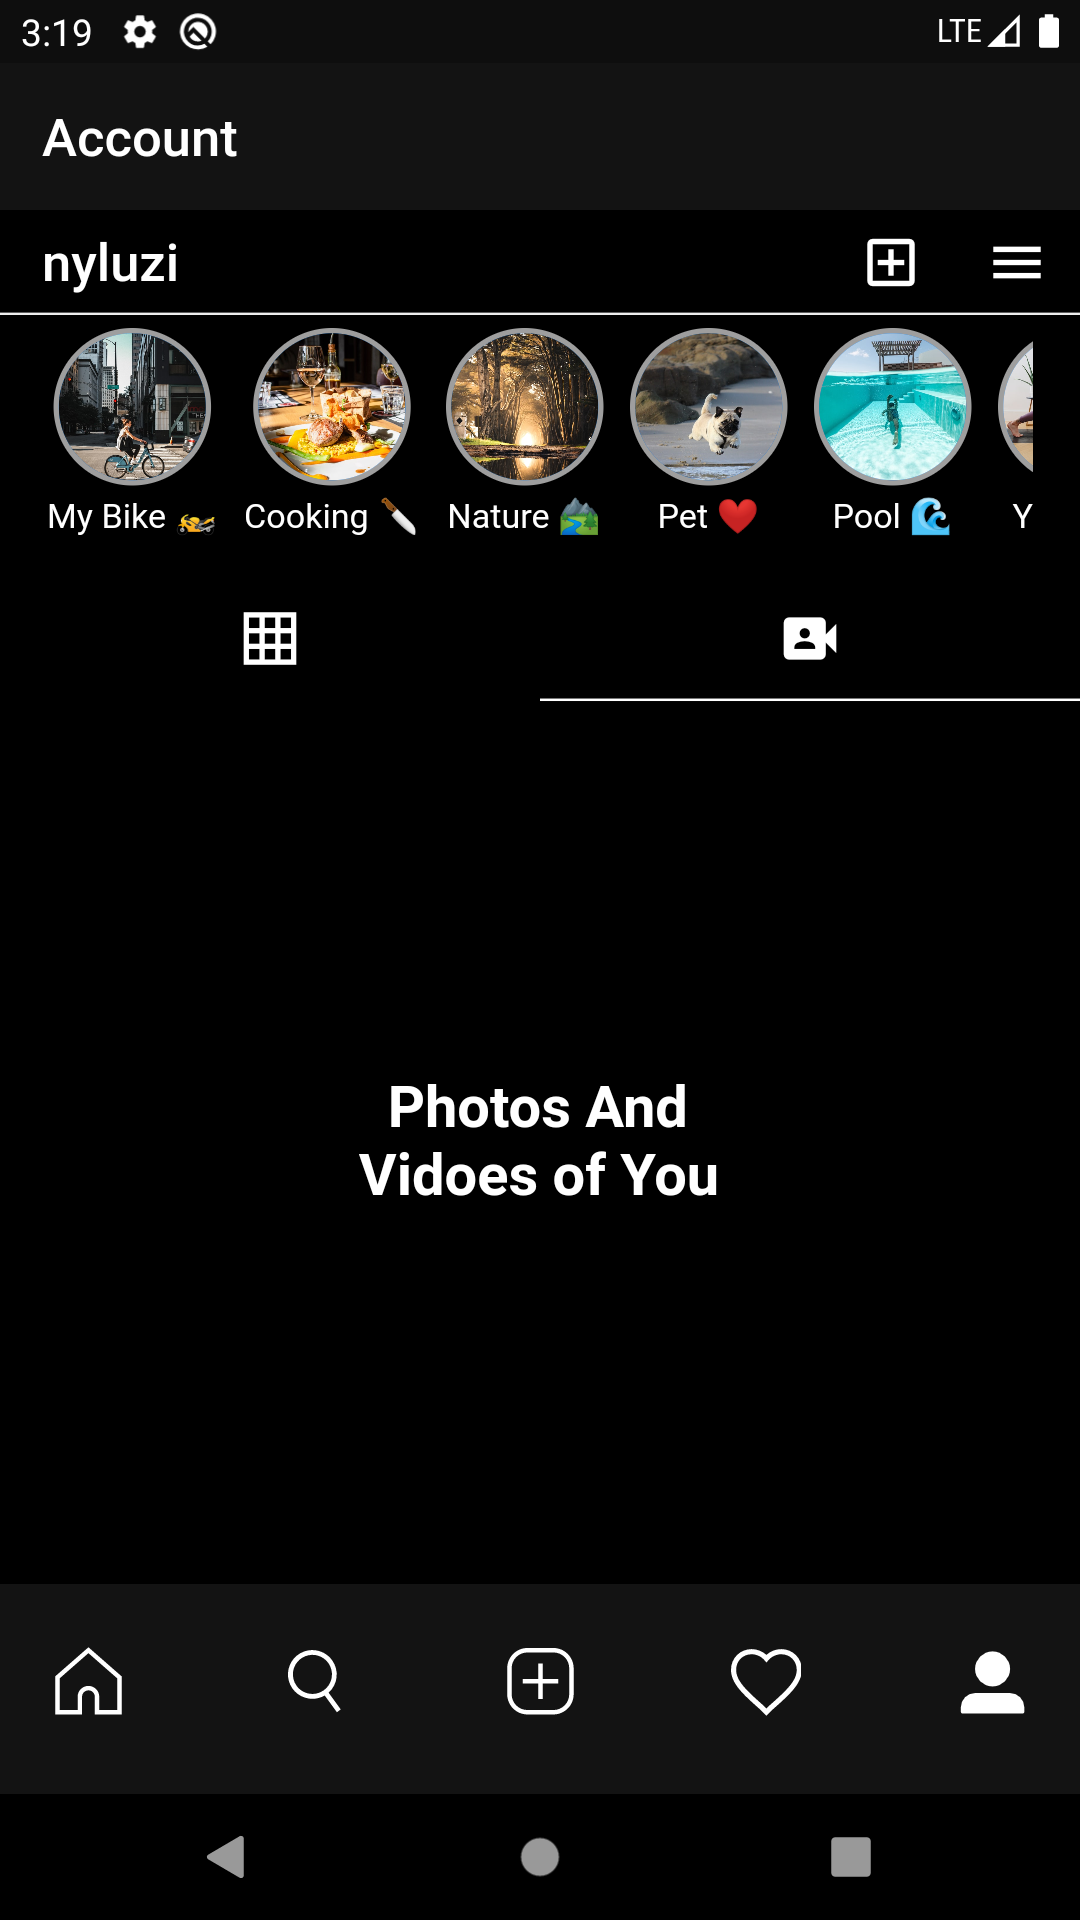 3:19 LTE
Account
nyluzi
My Bike 🏍️ Cooking 🔪 Nature 🏞️ Pet ❤️ Pool 🌊 Y
Photos And
Vidoes of You